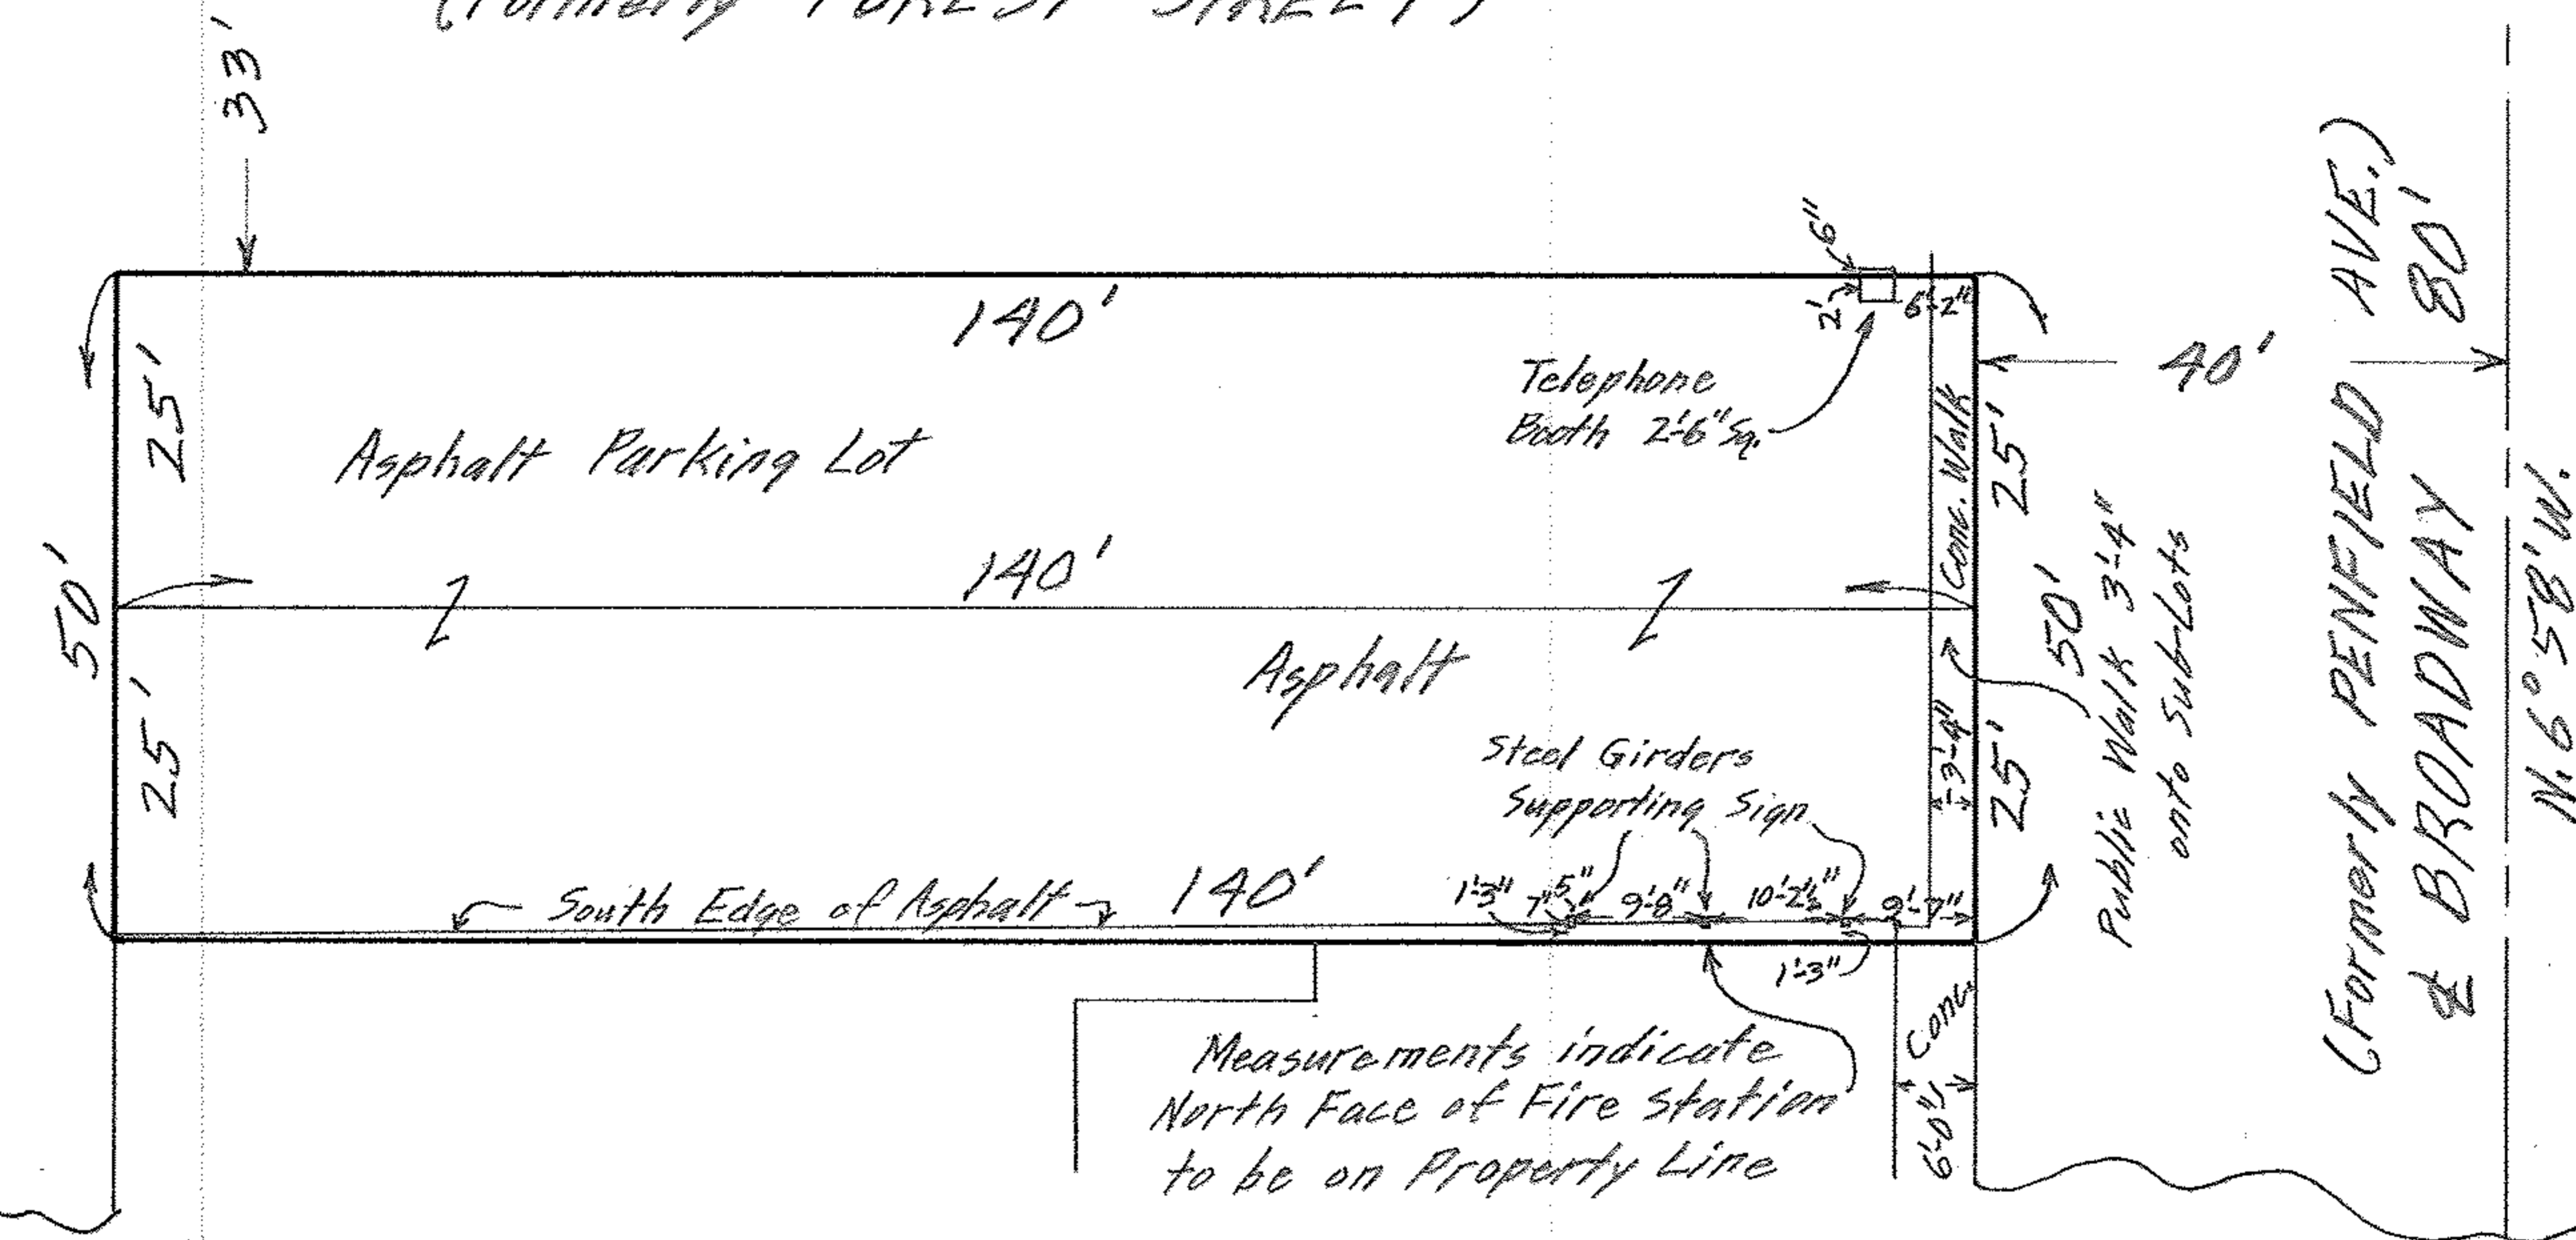 (Formerly FOREST STREET)
33'
6"
2'
6'-2"
140'
Telephone
Booth 2'-6" Sq.
40'
25'
Asphalt Parking Lot
Conc. Walk
25'
50'
140'
50'
Asphalt
25'
Steel Girders
Supporting Sign
3'-4"
25'
Public Walk 3'-4"
onto Sub-Lots
South Edge of Asphalt
140'
1'-3"
7"
5"
9'-8"
9'-7"
1'-3"
Conc.
6'-0"
Measurements indicate
North Face of Fire Station
to be on Property Line
(Formerly PENFIELD AVE.)
℄ BROADWAY 80'
N. 6° 58' W.